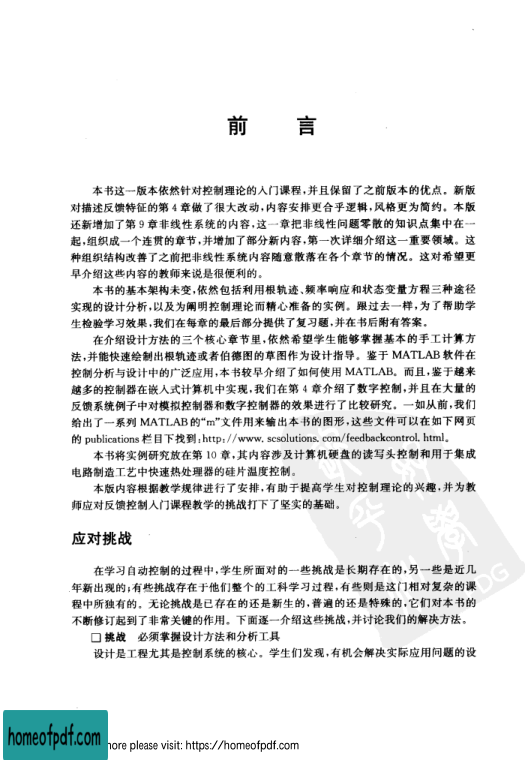 前 言
本书这一版本依然针对控制理论的入门课程,并且保留了之前版本的优点。新版
对描述反馈特征的第 4 章做了很大改动,内容安排更合乎逻辑,风格更为简约。本版
还新增加了第 9 章非线性系统的内容,这一章把非线性问题零散的知识点集中在一
起,组织成一个连贯的章节,并增加了部分新内容,第一次详细介绍这一重要领域。这
种组织结构改善了之前把非线性系统内容随意散落在各个章节的情况。这对希望更
早介绍这些内容的教师来说是很便利的。
本书的基本架构未变,依然包括利用根轨迹、频率响应和状态变量方程三种途径
实现的设计分析,以及为阐明控制理论而精心准备的实例。跟过去一样,为了帮助学
生检验学习效果,我们在每章的最后部分提供了复习题,并在书后附有答案。
在介绍设计方法的三个核心章节里,依然希望学生能够掌握基本的手工计算方
法,并能快速绘制出根轨迹或者伯德图的草图作为设计指导。鉴于 MATLAB 软件在
控制分析与设计中的广泛应用,本书较早介绍了如何使用 MATLAB。而且,鉴于越来
越多的控制器在嵌入式计算机中实现,我们在第 4 章介绍了数字控制,并且在大量的
反馈系统例子中对模拟控制器和数字控制器的效果进行了比较研究。一如从前,我们
给出了一系列 MATLAB 的“m”文件用来输出本书的图形,这些文件可以在如下网页
的 publications 栏目下找到:http://www.scsolutions.com/feedbackcontrol.html。
本书将实例研究放在第 10 章,其内容涉及计算机硬盘的读写头控制和用于集成
电路制造工艺中快速热处理器的硅片温度控制。
本版内容根据教学规律进行了安排,有助于提高学生对控制理论的兴趣,并为教
师应对反馈控制入门课程教学的挑战打下了坚实的基础。
应对挑战
在学习自动控制的过程中,学生所面对的一些挑战是长期存在的,另一些是近几
年新出现的;有些挑战存在于他们整个的工科学习过程,有些则是这门相对复杂的课
程中所独有的。无论挑战是已存在的还是新生的,普遍的还是特殊的,它们对本书的
不断修订起到了非常关键的作用。下面逐一介绍这些挑战,并讨论我们的解决方法。
□ 挑战 必须掌握设计方法和分析工具
设计是工程尤其是控制系统的核心。学生们发现,有机会解决实际应用问题的设
homeofpdf.com
more please visit: https://homeofpdf.com